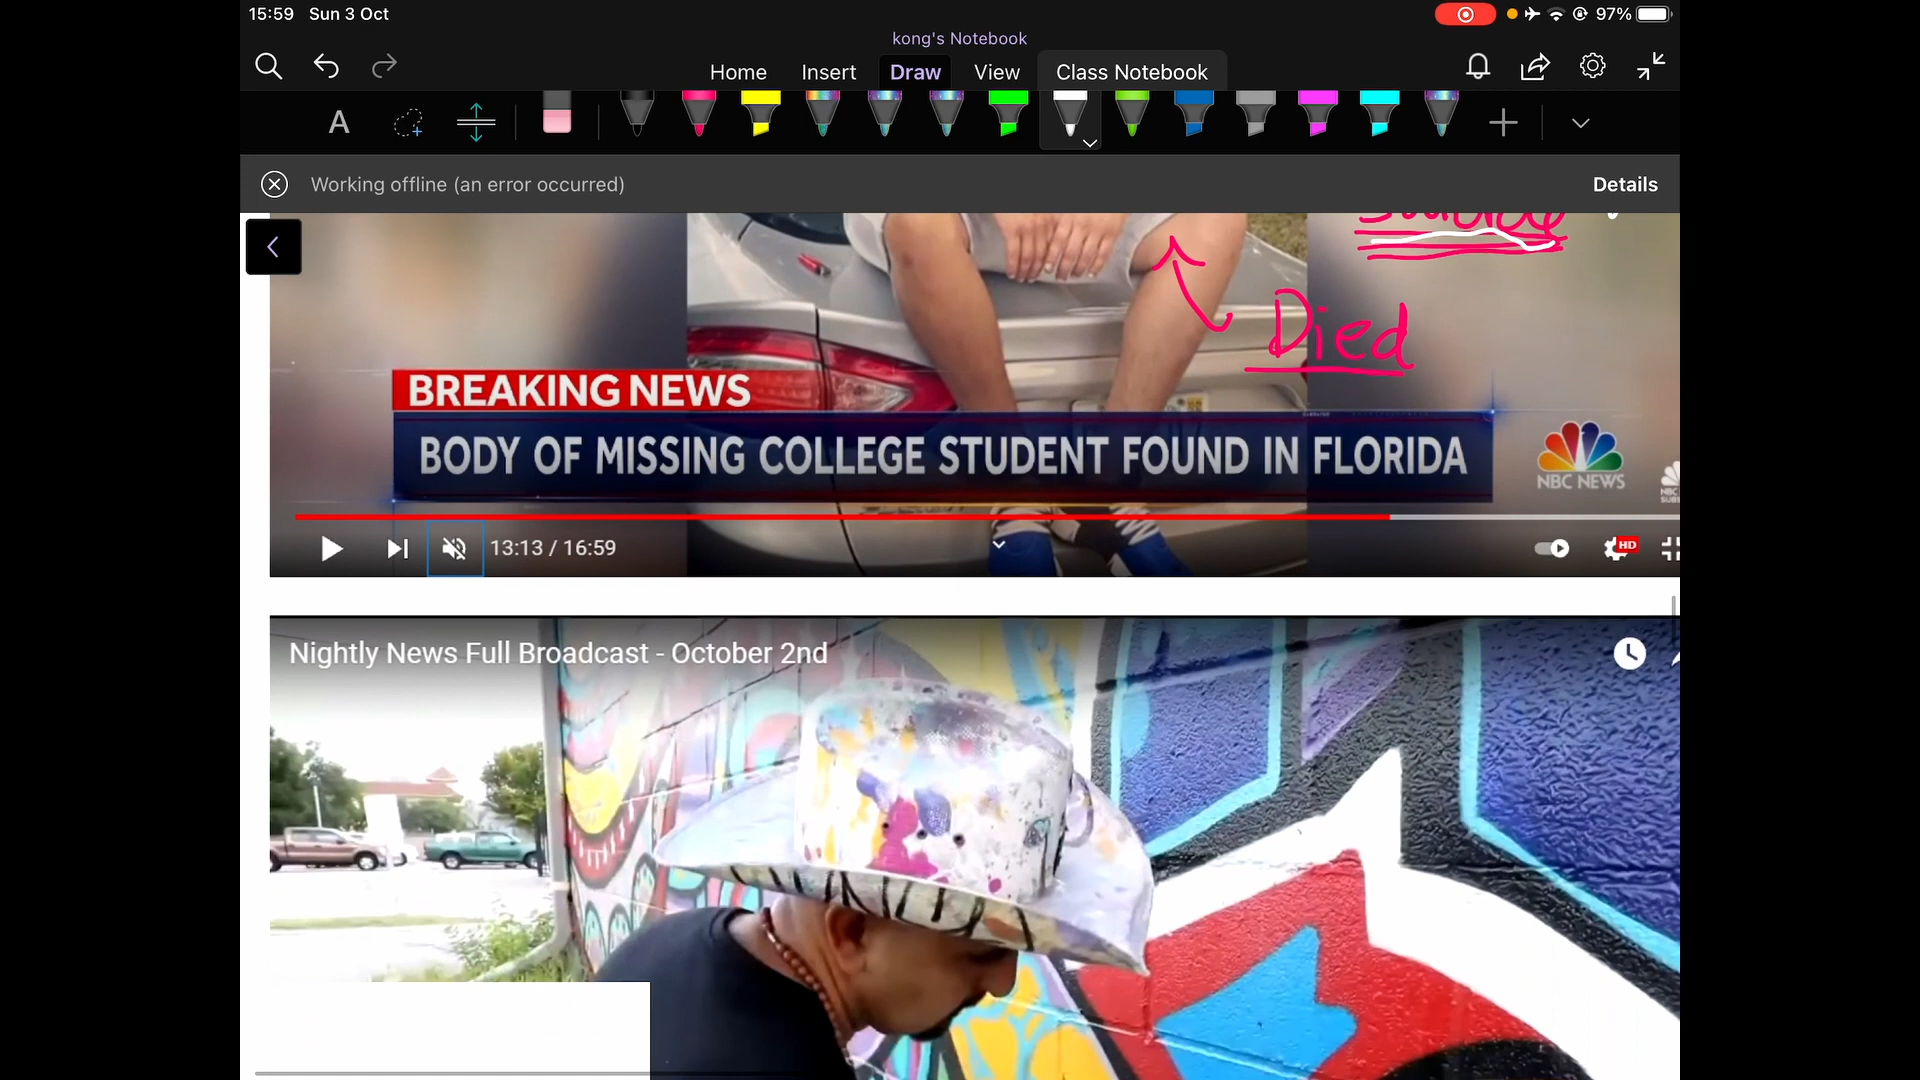 15:59 Sun 3 Oct
97%
kong's Notebook
Home Insert Draw View Class Notebook
A
Working offline (an error occurred) Details
Died
BREAKING NEWS
BODY OF MISSING COLLEGE STUDENT FOUND IN FLORIDA
NBC NEWS
NBC
13:13 / 16:59
HD
Nightly News Full Broadcast - October 2nd